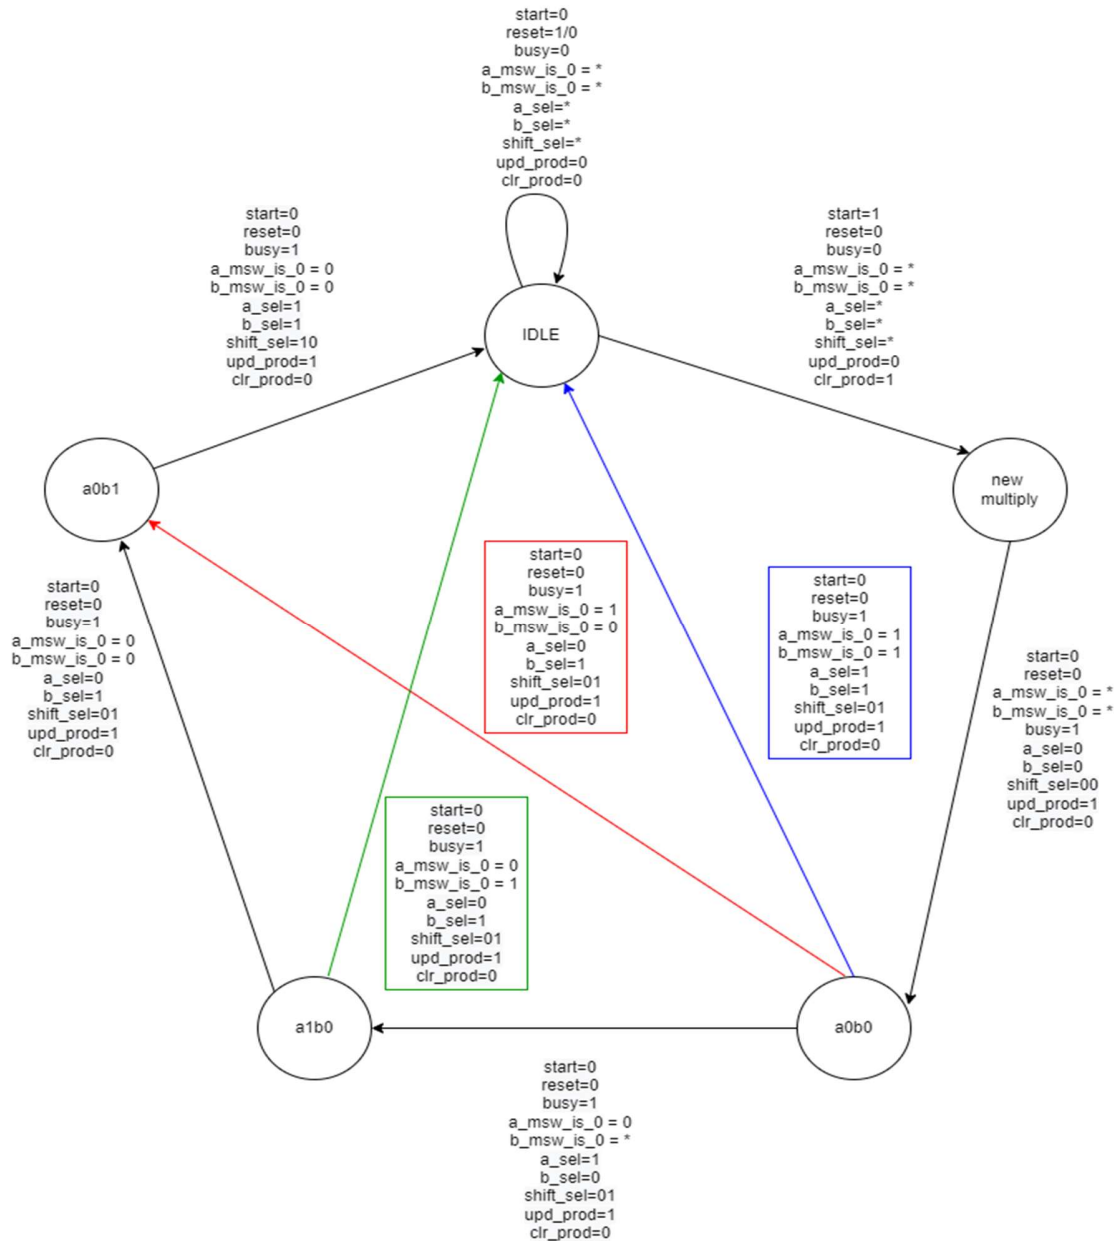 start=0
reset=1/0
busy=0
a_msw_is_0 = *
b_msw_is_0 = *
a_sel=*
b_sel=*
shift_sel=*
upd_prod=0
clr_prod=0
start=0
reset=0
busy=1
a_msw_is_0 = 0
b_msw_is_0 = 0
a_sel=1
b_sel=1
shift_sel=10
upd_prod=1
clr_prod=0
start=1
reset=0
busy=0
a_msw_is_0 = *
b_msw_is_0 = *
a_sel=*
b_sel=*
shift_sel=*
upd_prod=0
clr_prod=1
IDLE
a0b1
new
multiply
start=0
reset=0
busy=1
a_msw_is_0 = 0
b_msw_is_0 = 0
a_sel=0
b_sel=1
shift_sel=01
upd_prod=1
clr_prod=0
start=0
reset=0
busy=1
a_msw_is_0 = 1
b_msw_is_0 = 0
a_sel=0
b_sel=1
shift_sel=01
upd_prod=1
clr_prod=0
start=0
reset=0
busy=1
a_msw_is_0 = 1
b_msw_is_0 = 1
a_sel=1
b_sel=1
shift_sel=01
upd_prod=1
clr_prod=0
start=0
reset=0
a_msw_is_0 = *
b_msw_is_0 = *
busy=1
a_sel=0
b_sel=0
shift_sel=00
upd_prod=1
clr_prod=0
start=0
reset=0
busy=1
a_msw_is_0 = 0
b_msw_is_0 = 1
a_sel=0
b_sel=1
shift_sel=01
upd_prod=1
clr_prod=0
a1b0
a0b0
start=0
reset=0
busy=1
a_msw_is_0 = 0
b_msw_is_0 = *
a_sel=1
b_sel=0
shift_sel=01
upd_prod=1
clr_prod=0